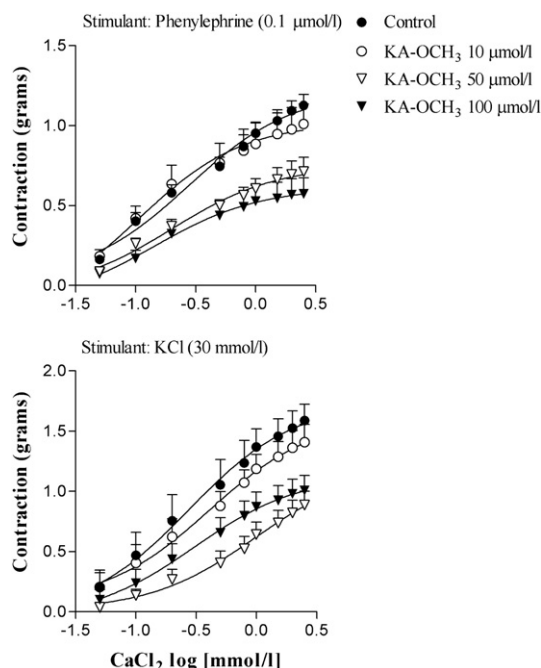 Stimulant: Phenylephrine (0.1 μmol/l)
Control
KA-OCH3 10 μmol/l
KA-OCH3 50 μmol/l
KA-OCH3 100 μmol/l
Contraction (grams)
1.5
1.0
0.5
0.0
-1.5 -1.0 -0.5 0.0 0.5
Stimulant: KCl (30 mmol/l)
Contraction (grams)
2.0
1.5
1.0
0.5
0.0
-1.5 -1.0 -0.5 0.0 0.5
CaCl2 log [mmol/l]